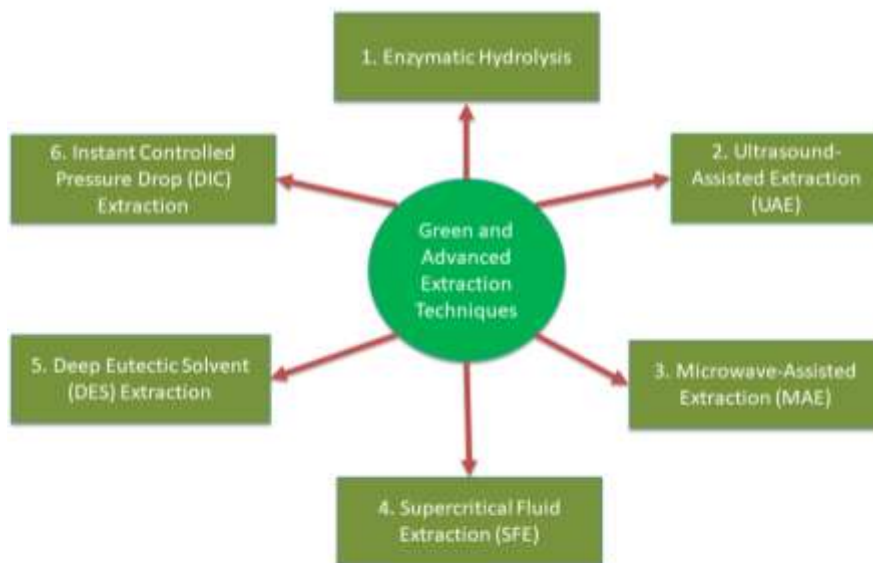 1. Enzymatic Hydrolysis
2. Ultrasound-
Assisted Extraction
(UAE)
3. Microwave-Assisted
Extraction (MAE)
4. Supercritical Fluid
Extraction (SFE)
5. Deep Eutectic Solvent
(DES) Extraction
6. Instant Controlled
Pressure Drop (DIC)
Extraction
Green and
Advanced
Extraction
Techniques